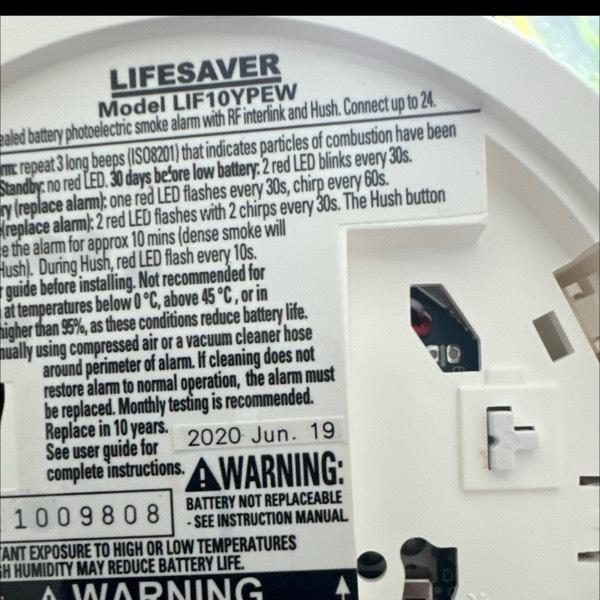 LIFESAVER
Model LIF10YPEW
ealed battery photoelectric smoke alarm with RF interlink and Hush. Connect up to 24.
rm: repeat 3 long beeps (ISO8201) that indicates particles of combustion have been
Standby: no red LED. 30 days before low battery: 2 red LED blinks every 30s.
ry (replace alarm): one red LED flashes every 30s, chirp every 60s.
(replace alarm): 2 red LED flashes with 2 chirps every 30s. The Hush button
e the alarm for approx 10 mins (dense smoke will
Hush). During Hush, red LED flash every 10s.
r guide before installing. Not recommended for
at temperatures below 0 °C, above 45 °C, or in
higher than 95%, as these conditions reduce battery life.
nually using compressed air or a vacuum cleaner hose
around perimeter of alarm. If cleaning does not
restore alarm to normal operation, the alarm must
be replaced. Monthly testing is recommended.
Replace in 10 years.
2020 Jun. 19
See user guide for
complete instructions.
WARNING:
BATTERY NOT REPLACEABLE
- SEE INSTRUCTION MANUAL
1009808
ANT EXPOSURE TO HIGH OR LOW TEMPERATURES
GH HUMIDITY MAY REDUCE BATTERY LIFE.
WARNING